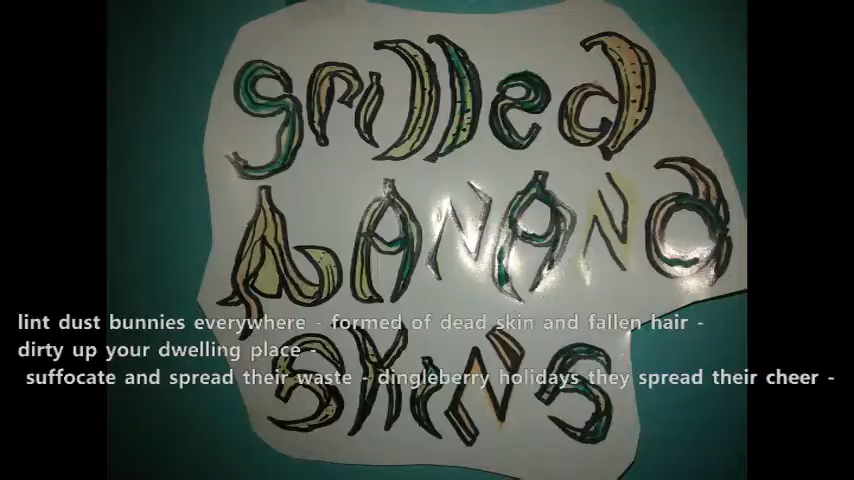 grilled
BANANa
SKiNS
lint dust bunnies everywhere - formed of dead skin and fallen hair -
dirty up your dwelling place -
suffocate and spread their waste - dingleberry holidays they spread their cheer -